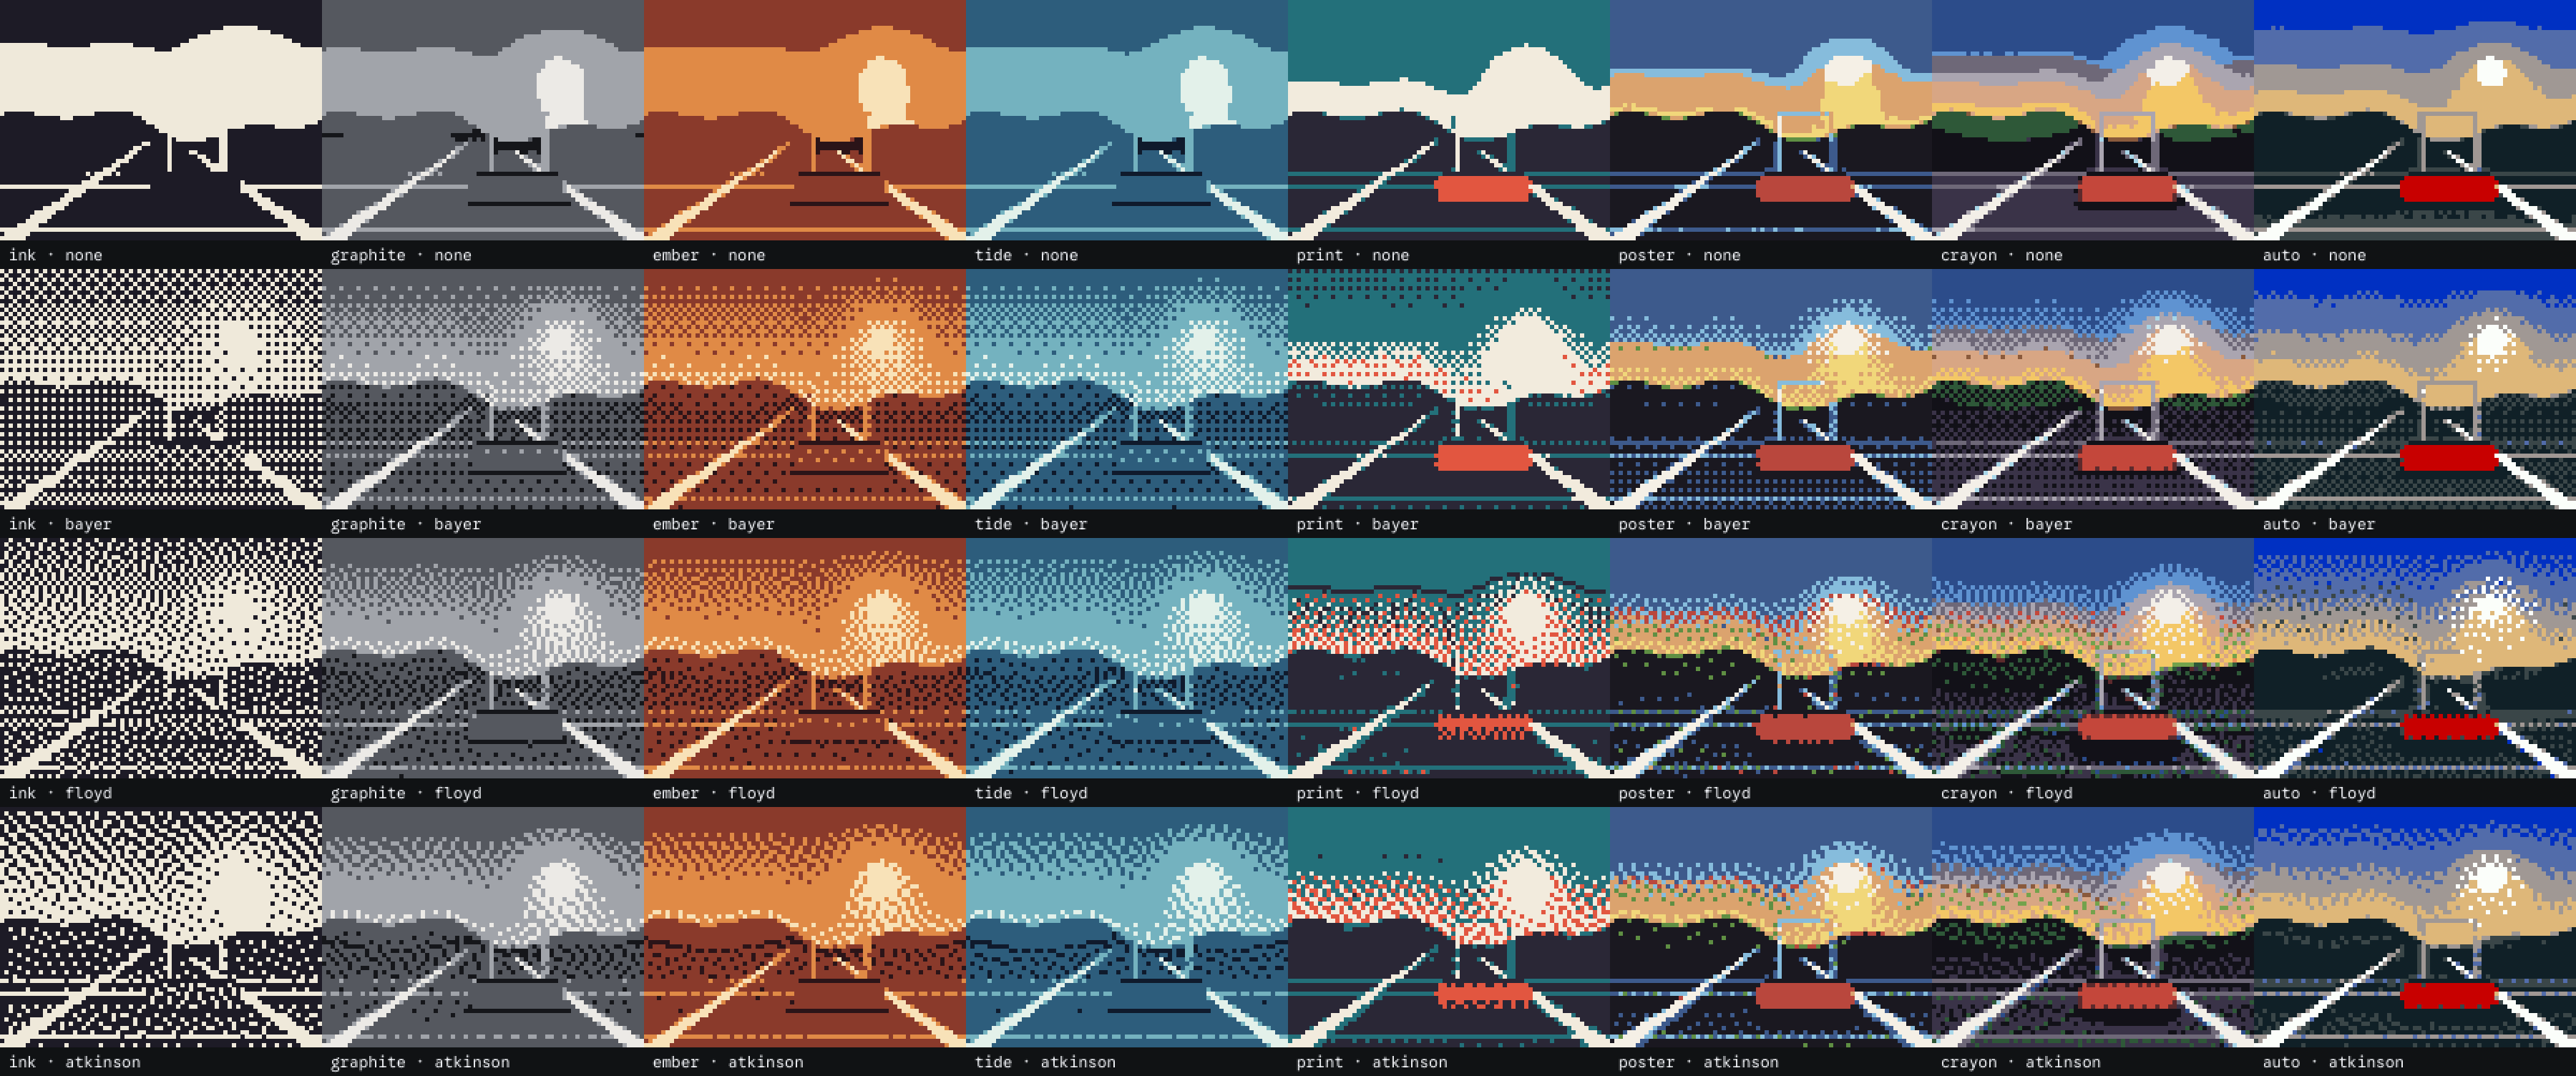 ink · none
graphite · none
ember · none
tide · none
print · none
poster · none
crayon · none
auto · none
ink · bayer
graphite · bayer
ember · bayer
tide · bayer
print · bayer
poster · bayer
crayon · bayer
auto · bayer
ink · floyd
graphite · floyd
ember · floyd
tide · floyd
print · floyd
poster · floyd
crayon · floyd
auto · floyd
ink · atkinson
graphite · atkinson
ember · atkinson
tide · atkinson
print · atkinson
poster · atkinson
crayon · atkinson
auto · atkinson